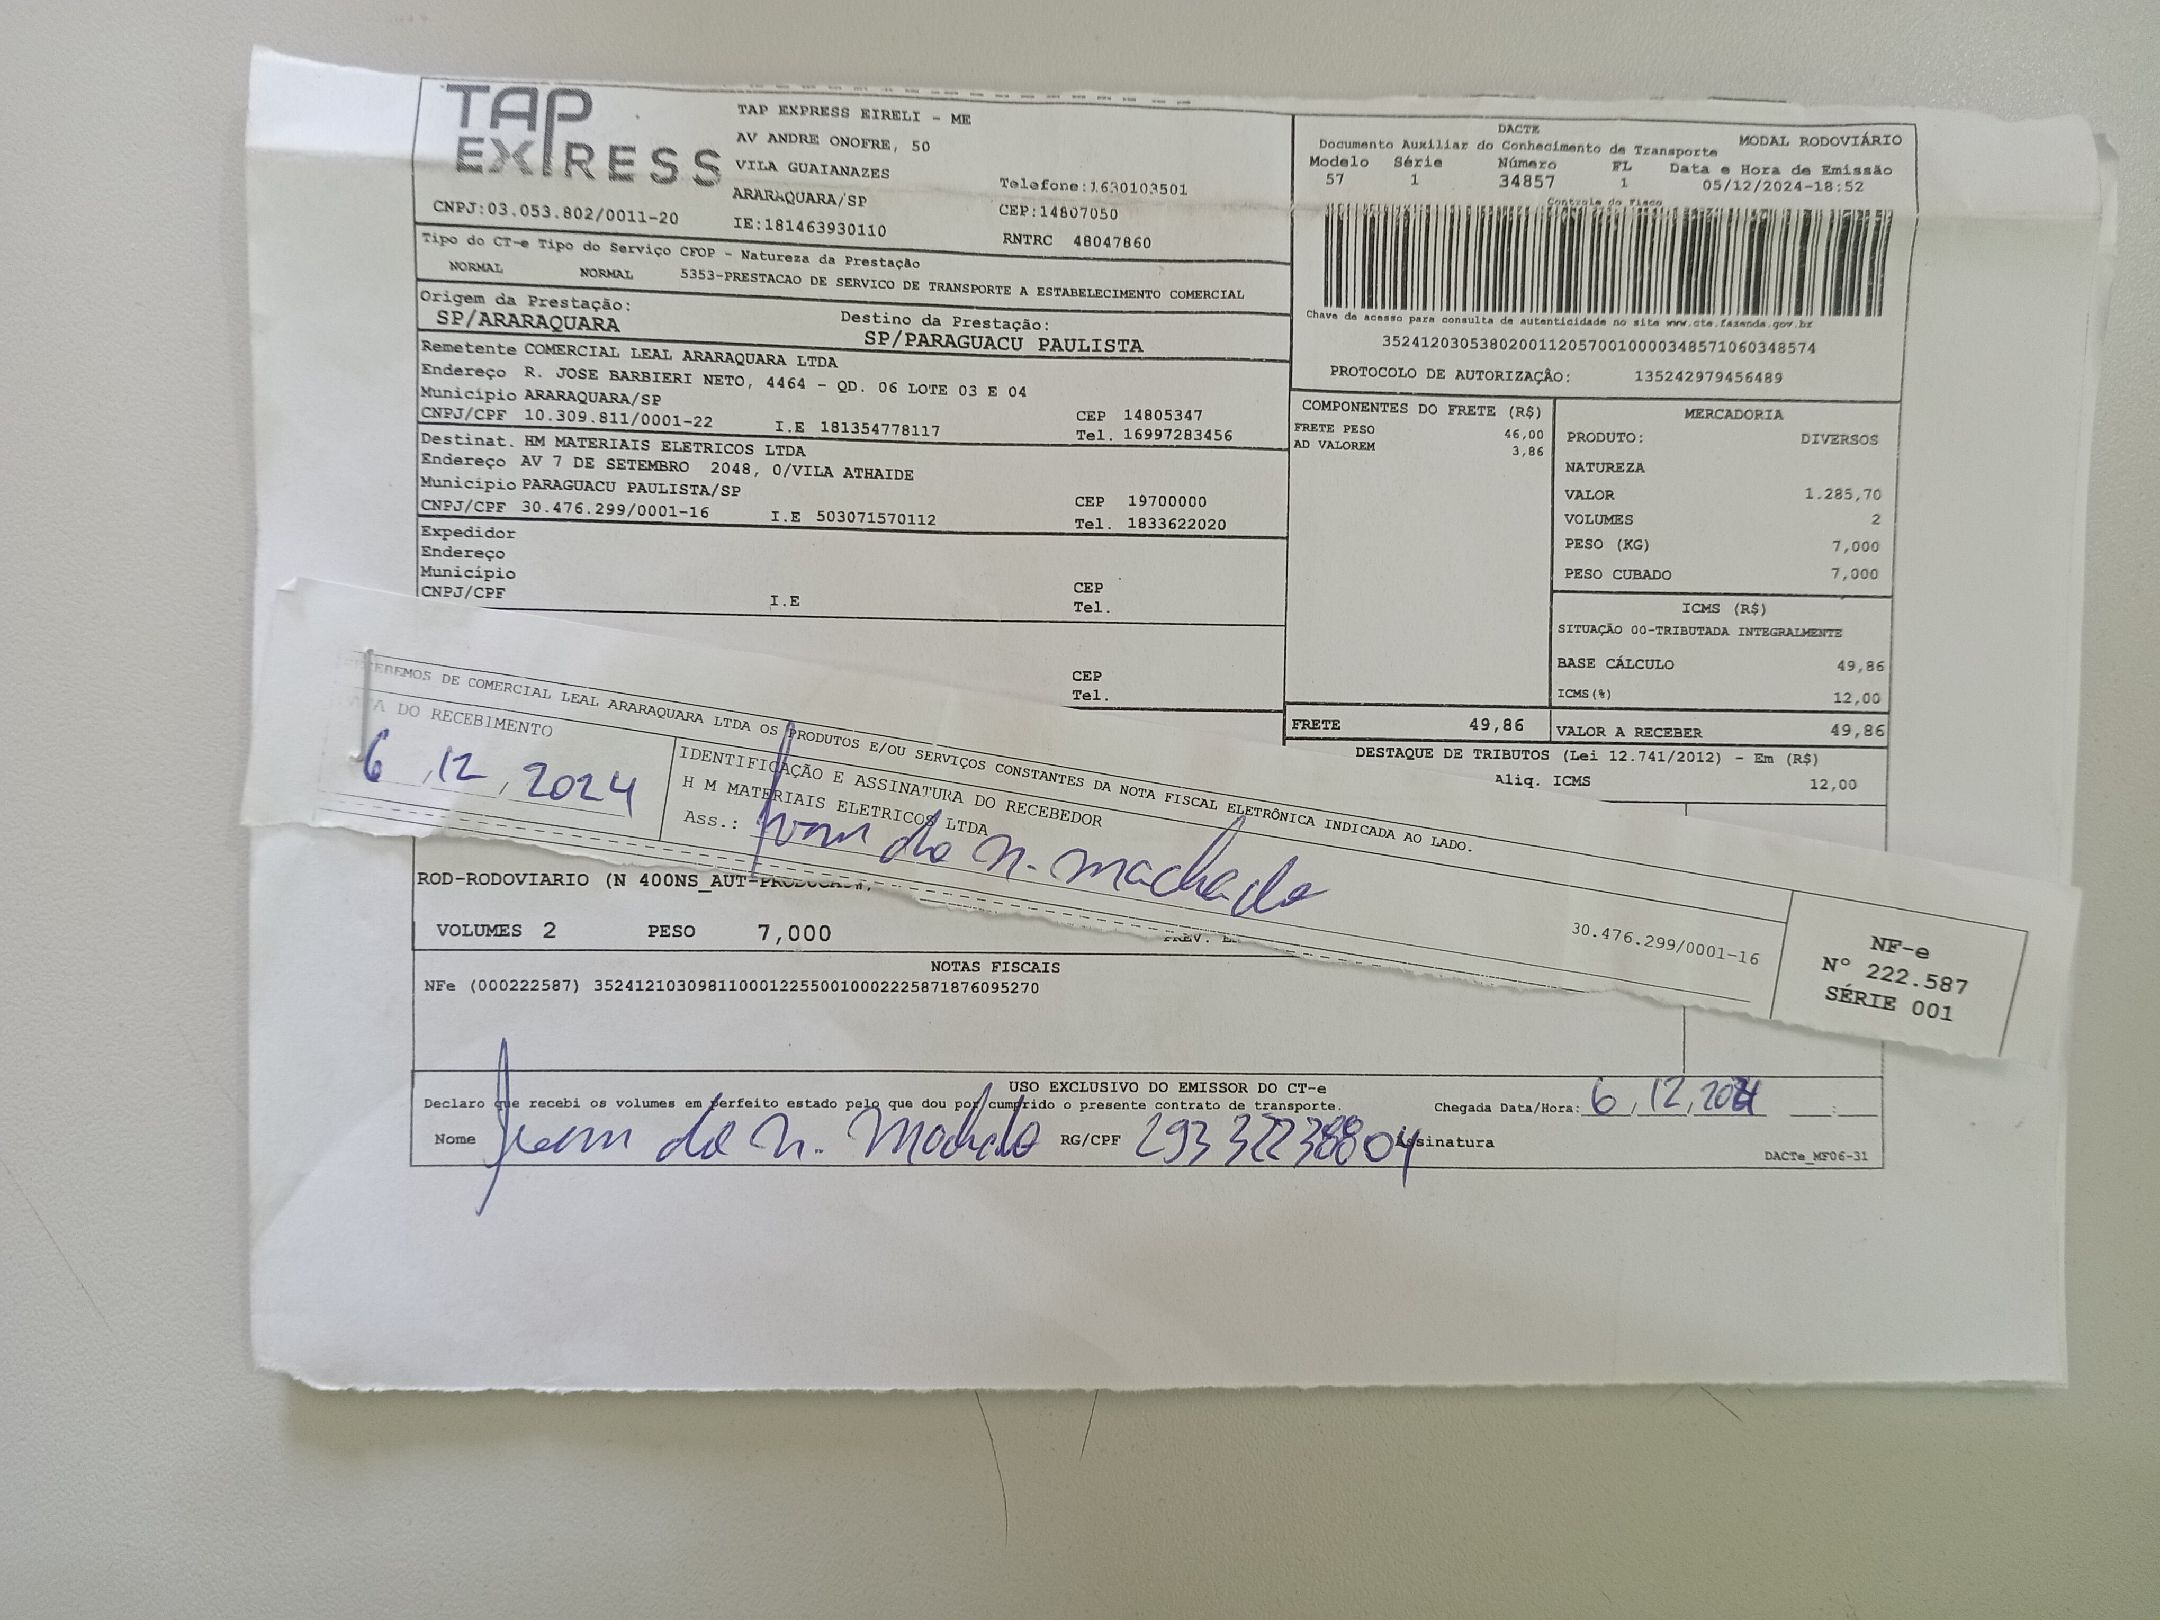 TAP
EXPRESS
CNPJ:03.053.802/0011-20
TAP EXPRESS EIRELI - ME
AV ANDRE ONOFRE, 50
VILA GUAIANAZES
ARARAQUARA/SP
IE:181463930110
Telefone:1630103501
CEP:14807050
RNTRC 48047860
DACTE
Documento Auxiliar do Conhecimento de Transporte
MODAL RODOVIÁRIO
Modelo Série Número FL Data e Hora de Emissão
57 1 34857 1 05/12/2024-18:52
Controle do Fisco
Chave de acesso para consulta de autenticidade no site www.cte.fazenda.gov.br
35241203053802001120570010000348571060348574
PROTOCOLO DE AUTORIZAÇÂO: 135242979456489
Tipo do CT-e Tipo do Serviço CFOP - Natureza da Prestação
NORMAL NORMAL 5353-PRESTACAO DE SERVICO DE TRANSPORTE A ESTABELECIMENTO COMERCIAL
Origem da Prestação: Destino da Prestação:
SP/ARARAQUARA SP/PARAGUACU PAULISTA
Remetente COMERCIAL LEAL ARARAQUARA LTDA
Endereço R. JOSE BARBIERI NETO, 4464 - QD. 06 LOTE 03 E 04
Município ARARAQUARA/SP CEP 14805347
CNPJ/CPF 10.309.811/0001-22 I.E 181354778117 Tel. 16997283456
Destinat. HM MATERIAIS ELETRICOS LTDA
Endereço AV 7 DE SETEMBRO 2048, 0/VILA ATHAIDE
Município PARAGUACU PAULISTA/SP CEP 19700000
CNPJ/CPF 30.476.299/0001-16 I.E 503071570112 Tel. 1833622020
Expedidor
Endereço
Município CEP
CNPJ/CPF I.E Tel.
CEP
Tel.
COMPONENTES DO FRETE (R$)
FRETE PESO 46,00
AD VALOREM 3,86
MERCADORIA
PRODUTO: DIVERSOS
NATUREZA
VALOR 1.285,70
VOLUMES 2
PESO (KG) 7,000
PESO CUBADO 7,000
ICMS (R$)
SITUAÇÃO 00-TRIBUTADA INTEGRALMENTE
BASE CÁLCULO 49,86
ICMS(%) 12,00
FRETE 49,86 VALOR A RECEBER 49,86
DESTAQUE DE TRIBUTOS (Lei 12.741/2012) - Em (R$)
Aliq. ICMS 12,00
RECEBEMOS DE COMERCIAL LEAL ARARAQUARA LTDA OS PRODUTOS E/OU SERVIÇOS CONSTANTES DA NOTA FISCAL ELETRÔNICA INDICADA AO LADO.
DATA DO RECEBIMENTO
6, 12, 2024
IDENTIFICAÇÃO E ASSINATURA DO RECEBEDOR
H M MATERIAIS ELETRICOS LTDA
Ass.: da n. machado
30.476.299/0001-16
NF-e
N° 222.587
SÉRIE 001
ROD-RODOVIARIO (N 400NS_AUT-
VOLUMES 2 PESO 7,000 PREV.
NOTAS FISCAIS
NFe (000222587) 35241210309811000122550010002225871876095270
USO EXCLUSIVO DO EMISSOR DO CT-e
Declaro que recebi os volumes em perfeito estado pelo que dou por cumprido o presente contrato de transporte. Chegada Data/Hora: 6, 12, 2024 :
Nome da n. Machado RG/CPF 29332238804 Assinatura
DACTe_MF06-31